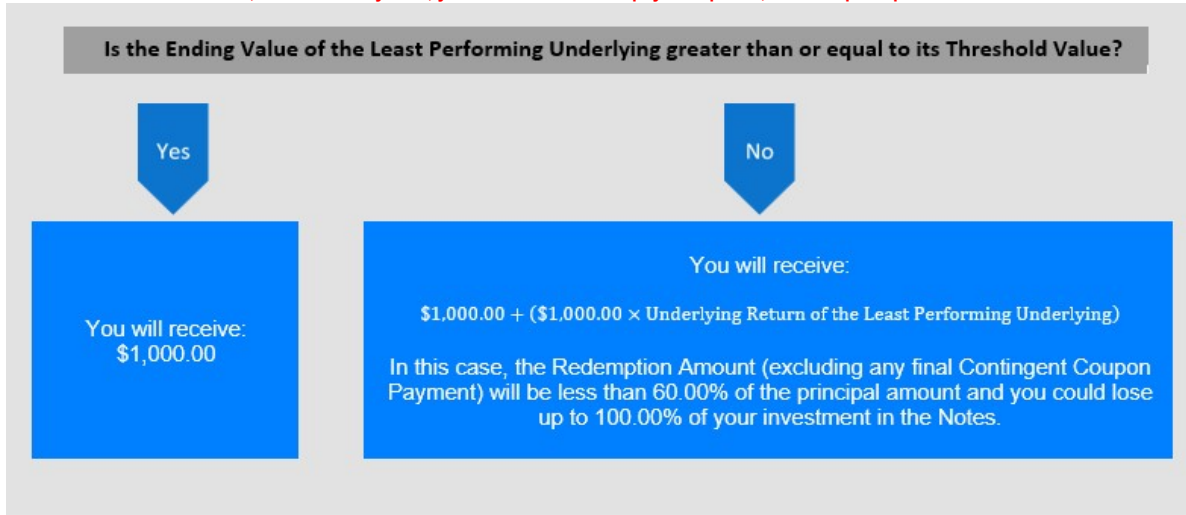 Is the Ending Value of the Least Performing Underlying greater than or equal to its Threshold Value?
Yes
No
You will receive:
$1,000.00
You will receive:
$1,000.00 + ($1,000.00 × Underlying Return of the Least Performing Underlying)
In this case, the Redemption Amount (excluding any final Contingent Coupon
Payment) will be less than 60.00% of the principal amount and you could lose
up to 100.00% of your investment in the Notes.